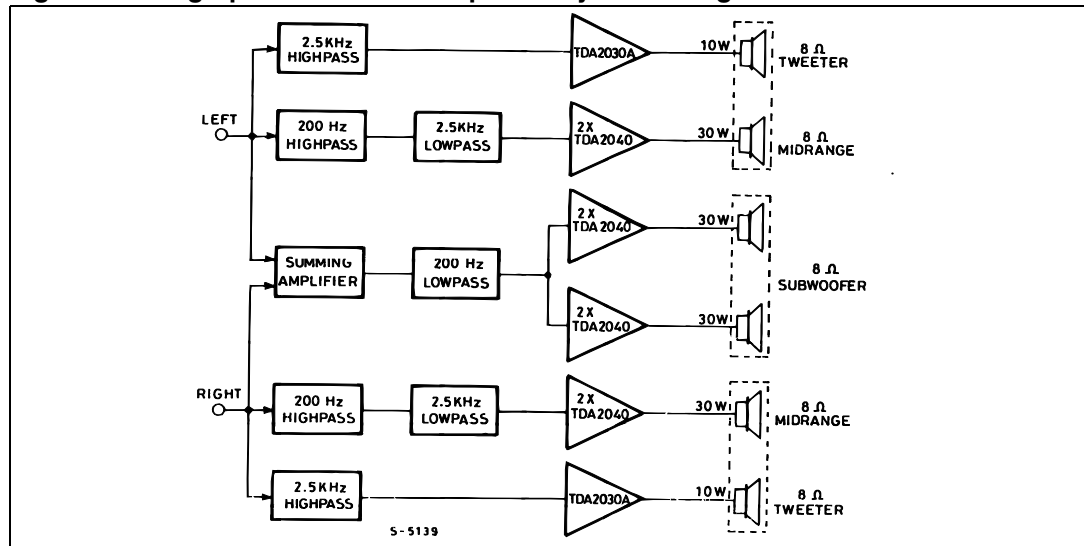 2.5KHz
HIGHPASS
TDA2030A
10W
8 Ω
TWEETER
LEFT
200 Hz
HIGHPASS
2.5KHz
LOWPASS
2X
TDA2040
30W
8 Ω
MIDRANGE
SUMMING
AMPLIFIER
200 Hz
LOWPASS
2X
TDA2040
30W
8 Ω
SUBWOOFER
2X
TDA2040
30W
RIGHT
200 Hz
HIGHPASS
2.5KHz
LOWPASS
2X
TDA2040
30W
8 Ω
MIDRANGE
2.5KHz
HIGHPASS
TDA2030A
10W
8 Ω
TWEETER
S-5139